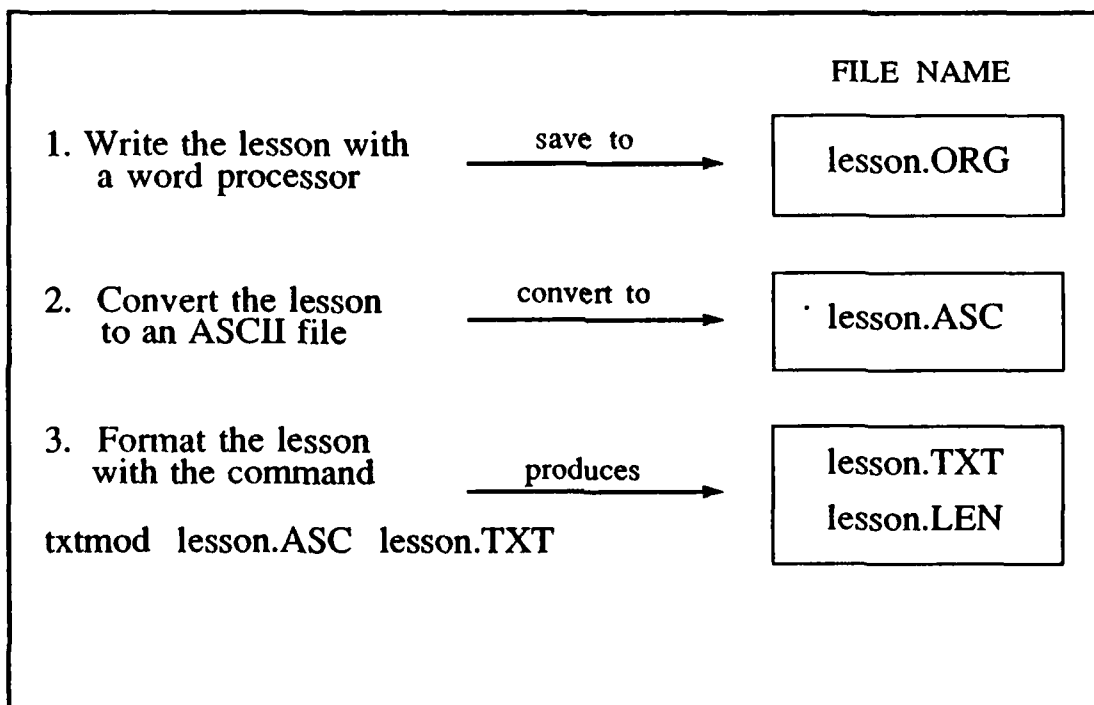 FILE NAME
1. Write the lesson with
a word processor
save to
lesson.ORG
2. Convert the lesson
to an ASCII file
convert to
lesson.ASC
3. Format the lesson
with the command
produces
lesson.TXT
lesson.LEN
txtmod lesson.ASC lesson.TXT